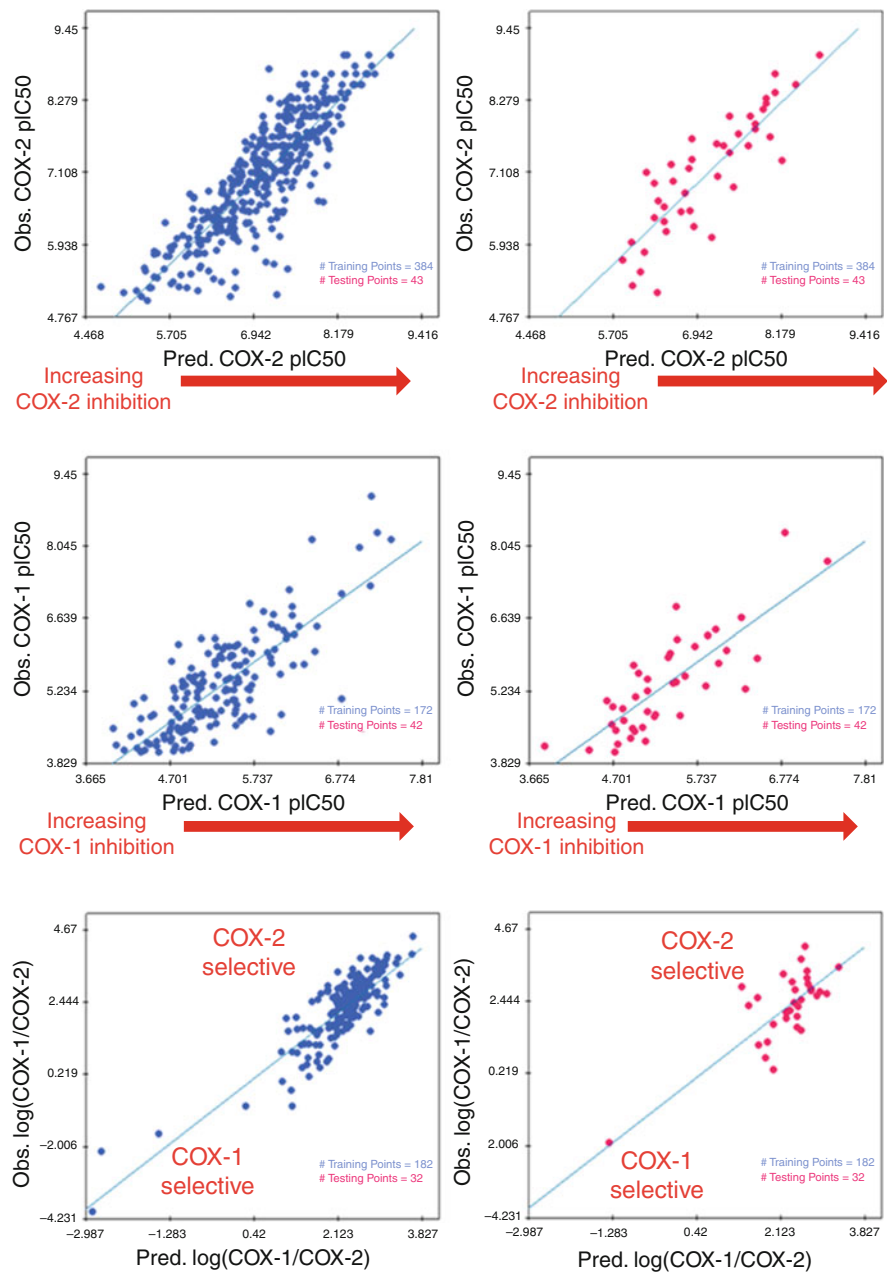 9.45
8.279
7.108
5.938
4.767
Obs. COX-2 pIC50
# Training Points = 384
# Testing Points = 43
4.468 5.705 6.942 8.179 9.416
Pred. COX-2 pIC50
Increasing
COX-2 inhibition
9.45
8.279
7.108
5.938
4.767
Obs. COX-2 pIC50
# Training Points = 384
# Testing Points = 43
4.468 5.705 6.942 8.179 9.416
Pred. COX-2 pIC50
Increasing
COX-2 inhibition
9.45
8.045
6.639
5.234
3.829
Obs. COX-1 pIC50
# Training Points = 172
# Testing Points = 42
3.665 4.701 5.737 6.774 7.81
Pred. COX-1 pIC50
Increasing
COX-1 inhibition
9.45
8.045
6.639
5.234
3.829
Obs. COX-1 pIC50
# Training Points = 172
# Testing Points = 42
3.665 4.701 5.737 6.774 7.81
Pred. COX-1 pIC50
Increasing
COX-1 inhibition
4.67
2.444
0.219
−2.006
−4.231
Obs. log(COX-1/COX-2)
COX-2
selective
COX-1
selective
# Training Points = 182
# Testing Points = 32
−2.987 −1.283 0.42 2.123 3.827
Pred. log(COX-1/COX-2)
4.67
2.444
0.219
2.006
−4.231
Obs. log(COX-1/COX-2)
COX-2
selective
COX-1
selective
# Training Points = 182
# Testing Points = 32
−2.987 −1.283 0.42 2.123 3.827
Pred. log(COX-1/COX-2)